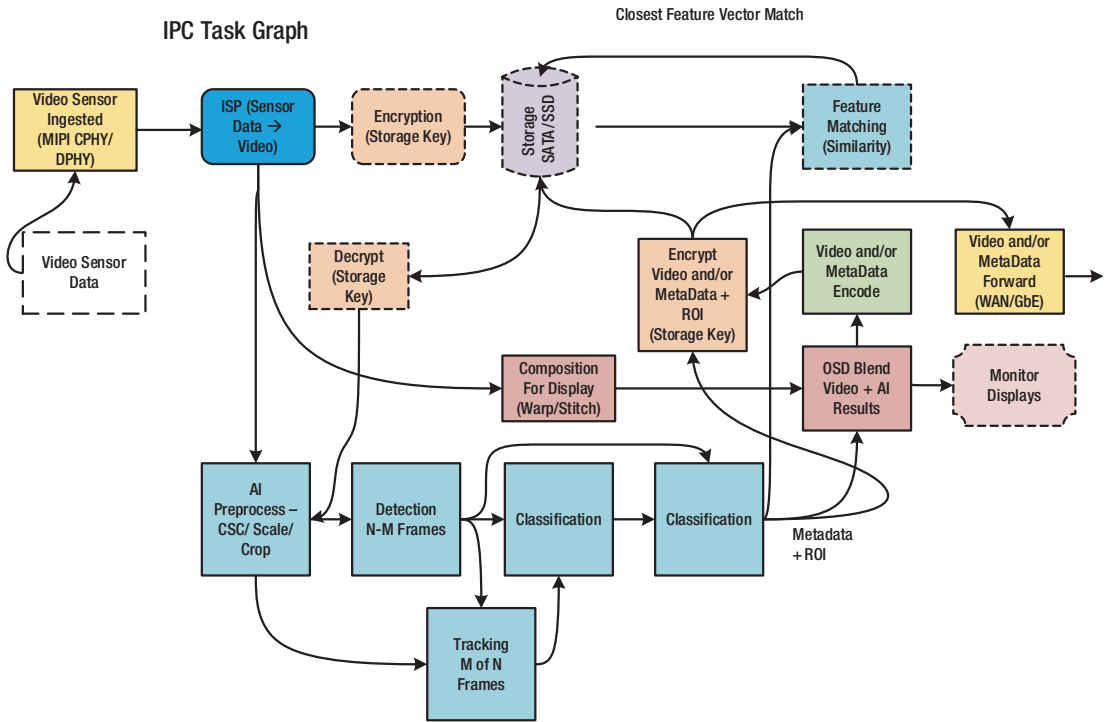 Closest Feature Vector Match
IPC Task Graph
Video Sensor
Ingested
(MIPI CPHY/
DPHY)
ISP (Sensor
Data →
Video)
Encryption
(Storage Key)
Storage
SATA/SSD
Feature
Matching
(Similarity)
Video Sensor
Data
Decrypt
(Storage
Key)
Encrypt
Video and/or
MetaData +
ROI
(Storage Key)
Video and/or
MetaData
Encode
Video and/or
MetaData
Forward
(WAN/GbE)
Composition
For Display
(Warp/Stitch)
OSD Blend
Video + AI
Results
Monitor
Displays
AI
Preprocess –
CSC/ Scale/
Crop
Detection
N-M Frames
Classification
Classification
Metadata
+ ROI
Tracking
M of N
Frames